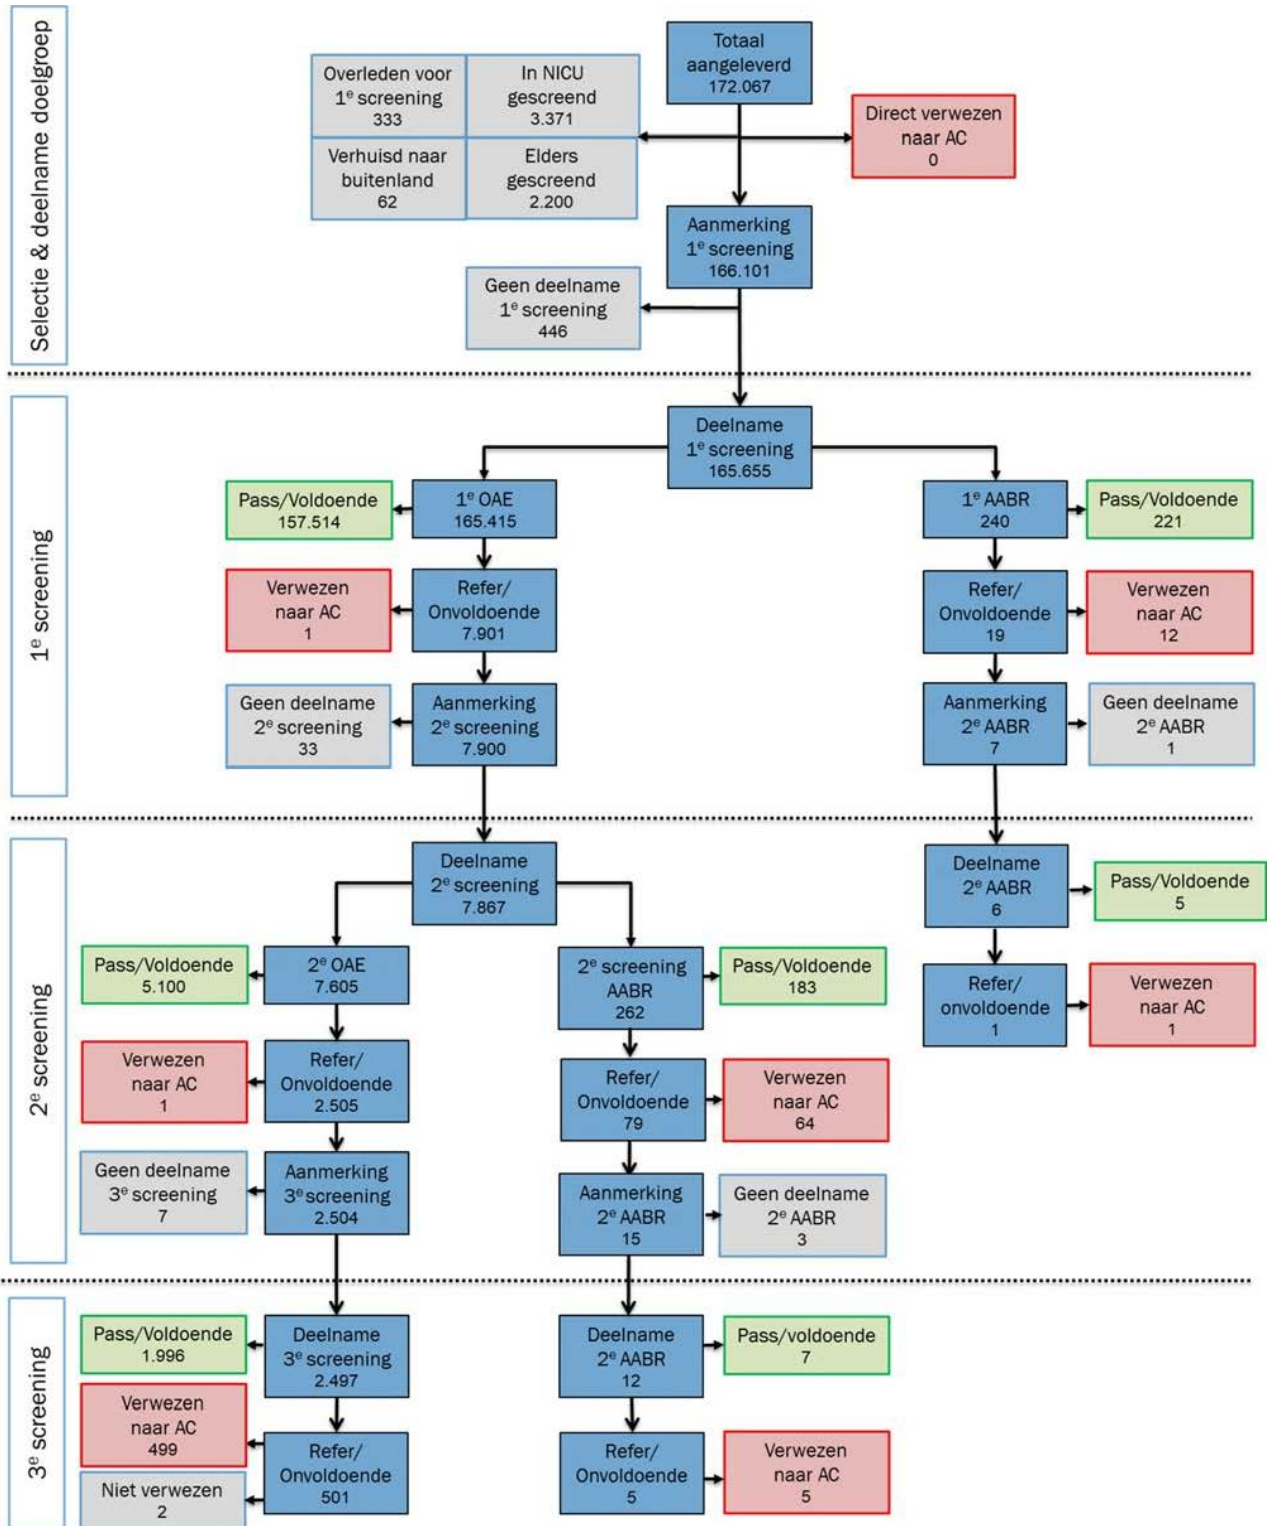 Selectie & deelname doelgroep
Totaal
aangeleverd
172.067
Overleden voor
1e screening
333
In NICU
gescreend
3.371
Verhuisd naar
buitenland
62
Elders
gescreend
2.200
Direct verwezen
naar AC
0
Aanmerking
1e screening
166.101
Geen deelname
1e screening
446
1e screening
Deelname
1e screening
165.655
Pass/Voldoende
157.514
1e OAE
165.415
1e AABR
240
Pass/Voldoende
221
Verwezen
naar AC
1
Refer/
Onvoldoende
7.901
Refer/
Onvoldoende
19
Verwezen
naar AC
12
Geen deelname
2e screening
33
Aanmerking
2e screening
7.900
Aanmerking
2e AABR
7
Geen deelname
2e AABR
1
2e screening
Deelname
2e screening
7.867
Deelname
2e AABR
6
Pass/Voldoende
5
Pass/Voldoende
5.100
2e OAE
7.605
2e screening
AABR
262
Pass/Voldoende
183
Refer/
onvoldoende
1
Verwezen
naar AC
1
Verwezen
naar AC
1
Refer/
Onvoldoende
2.505
Refer/
Onvoldoende
79
Verwezen
naar AC
64
Geen deelname
3e screening
7
Aanmerking
3e screening
2.504
Aanmerking
2e AABR
15
Geen deelname
2e AABR
3
3e screening
Pass/Voldoende
1.996
Deelname
3e screening
2.497
Deelname
2e AABR
12
Pass/voldoende
7
Verwezen
naar AC
499
Refer/
Onvoldoende
501
Refer/
Onvoldoende
5
Verwezen
naar AC
5
Niet verwezen
2